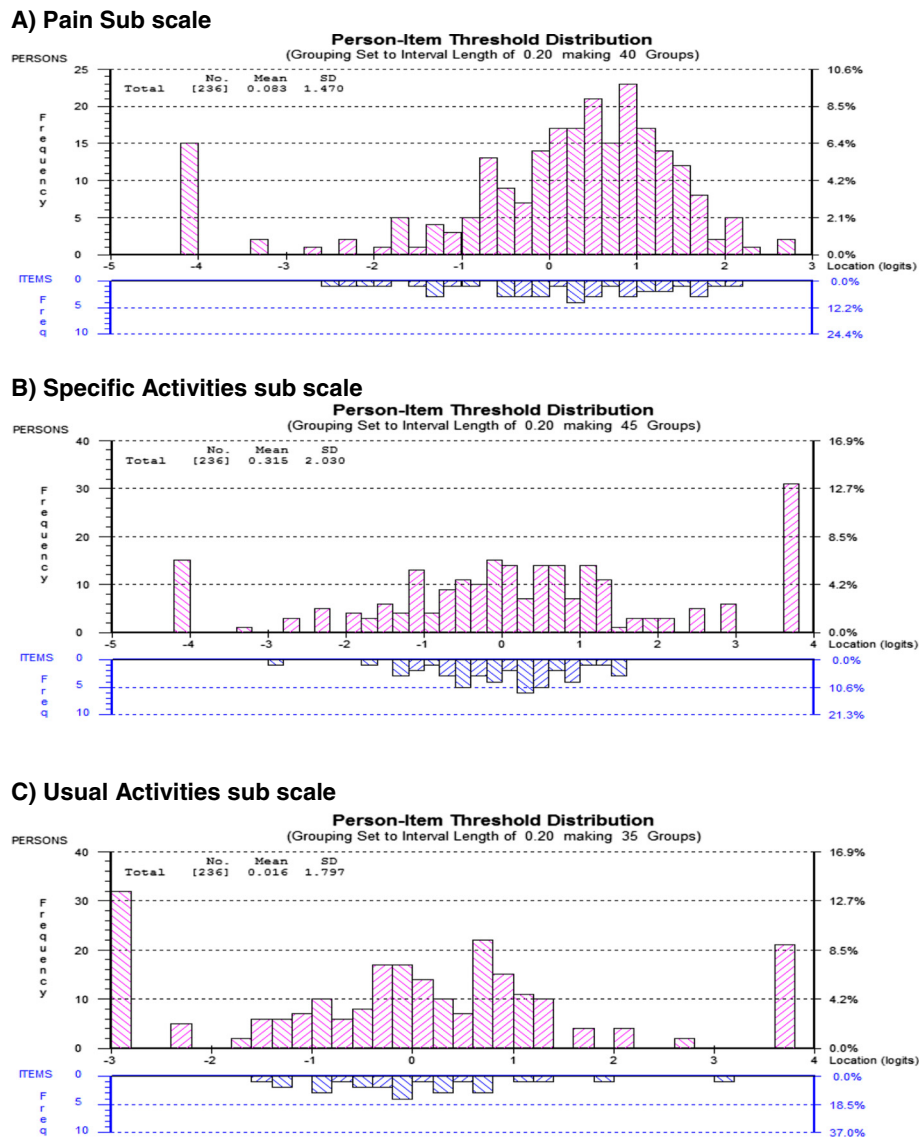 A) Pain Sub scale
Person-Item Threshold Distribution
(Grouping Set to Interval Length of 0.20 making 40 Groups)
PERSONS
No. Mean SD
Total [236] 0.083 1.470
Frequency
25 20 15 10 5 0
10.6% 8.5% 6.4% 4.2% 2.1% 0.0%
-5 -4 -3 -2 -1 0 1 2 3 Location (logits)
ITEMS
Freq
0 5 10
0.0% 12.2% 24.4%
B) Specific Activities sub scale
Person-Item Threshold Distribution
(Grouping Set to Interval Length of 0.20 making 45 Groups)
PERSONS
No. Mean SD
Total [236] 0.315 2.030
Frequency
40 30 20 10 0
16.9% 12.7% 8.5% 4.2% 0.0%
-5 -4 -3 -2 -1 0 1 2 3 4 Location (logits)
ITEMS
Freq
0 5 10
0.0% 10.6% 21.3%
C) Usual Activities sub scale
Person-Item Threshold Distribution
(Grouping Set to Interval Length of 0.20 making 35 Groups)
PERSONS
No. Mean SD
Total [236] 0.016 1.797
Frequency
40 30 20 10 0
16.9% 12.7% 8.5% 4.2% 0.0%
-3 -2 -1 0 1 2 3 4 Location (logits)
ITEMS
Freq
0 5 10
0.0% 18.5% 37.0%